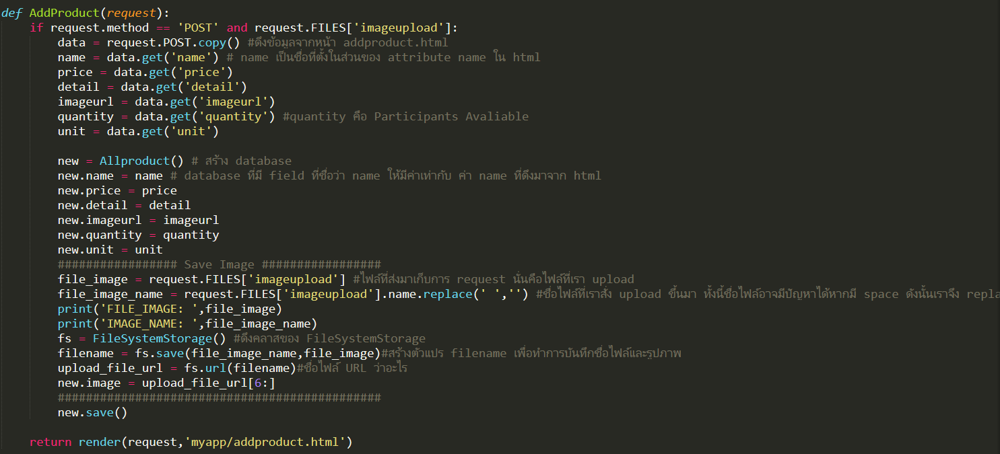 def AddProduct(request):
    if request.method == 'POST' and request.FILES['imageupload']:
        data = request.POST.copy() #ดึงข้อมูลจากหน้า addproduct.html
        name = data.get('name') # name เป็นชื่อที่ตั้งในส่วนของ attribute name ใน html
        price = data.get('price')
        detail = data.get('detail')
        imageurl = data.get('imageurl')
        quantity = data.get('quantity') #quantity คือ Participants Avaliable
        unit = data.get('unit')

        new = Allproduct() # สร้าง database
        new.name = name # database ที่มี field ที่ชื่อว่า name ให้มีค่าเท่ากับ ค่า name ที่ดึงมาจาก html
        new.price = price
        new.detail = detail
        new.imageurl = imageurl
        new.quantity = quantity
        new.unit = unit
        ################# Save Image #################
        file_image = request.FILES['imageupload'] #ไฟล์ที่ส่งมาเก็บการ request นั่นคือไฟล์ที่เรา upload
        file_image_name = request.FILES['imageupload'].name.replace(' ','') #ชื่อไฟล์ที่เราสั่ง upload ขึ้นมา ทั้งนี้ชื่อไฟล์อาจมีปัญหาได้หากมี space ดังนั้นเราจึง repla
        print('FILE_IMAGE: ',file_image)
        print('IMAGE_NAME: ',file_image_name)
        fs = FileSystemStorage() #ดึงคลาสของ FileSystemStorage
        filename = fs.save(file_image_name,file_image)#สร้างตัวแปร filename เพื่อทำการบันทึกชื่อไฟล์และรูปภาพ
        upload_file_url = fs.url(filename)#ชื่อไฟล์ URL ว่าอะไร
        new.image = upload_file_url[6:]
        ##############################################
        new.save()

    return render(request,'myapp/addproduct.html')